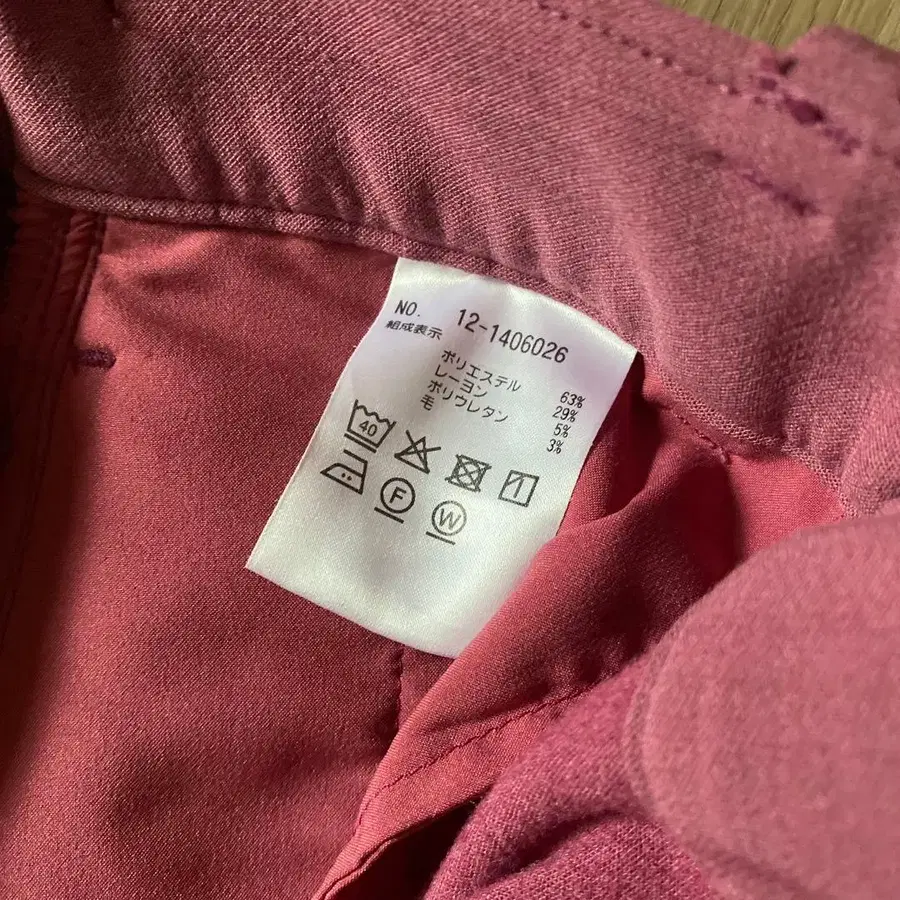 NO. 12-1406026
組成表示
ポリエステル 63%
レーヨン 29%
ポリウレタン 5%
毛 3%
40
F W